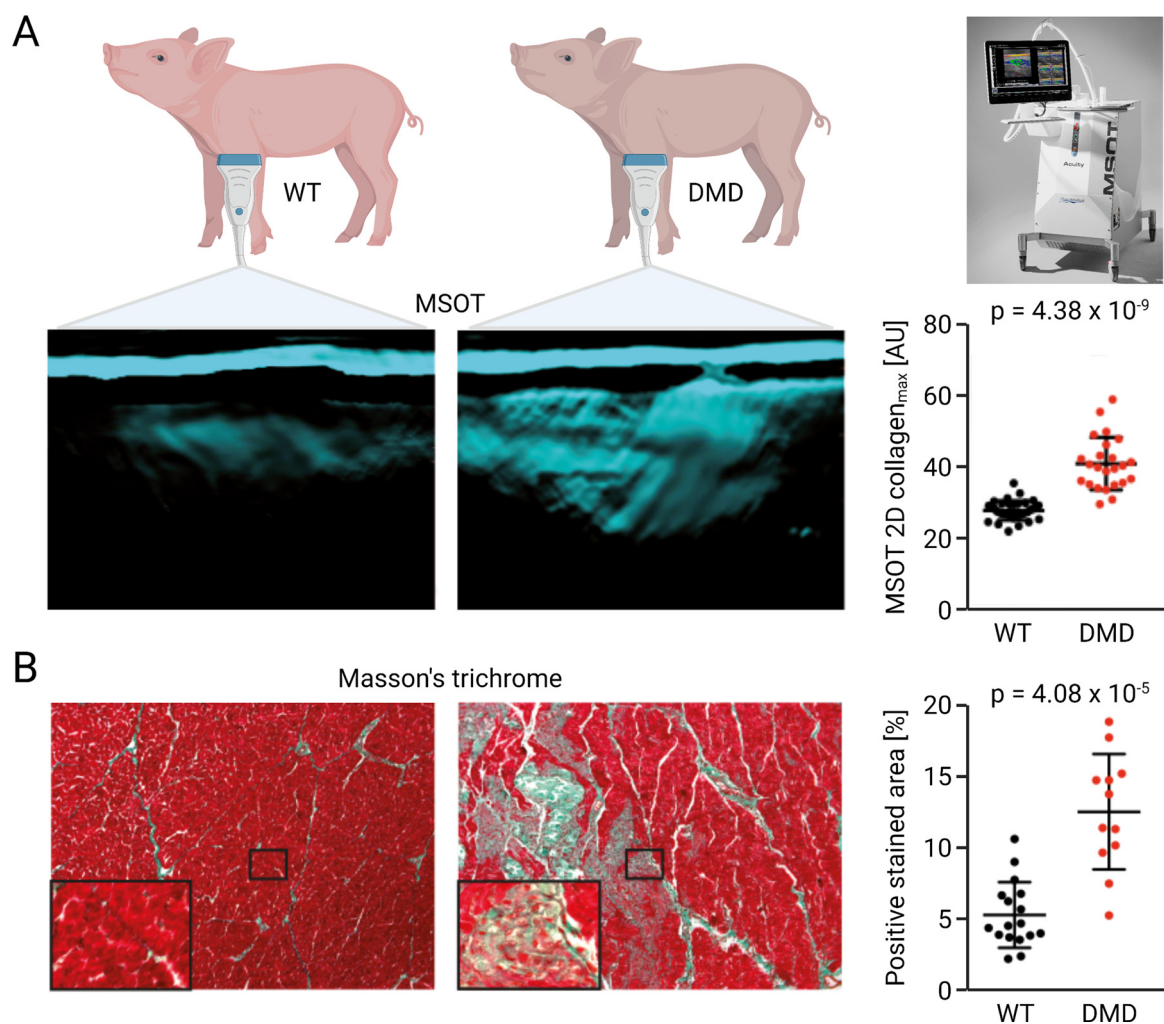 A
WT
DMD
Acuity
MSOT
MSOT
p = 4.38 x 10⁻⁹
MSOT 2D collagenmax [AU]
80
60
40
20
0
WT
DMD
B
Masson's trichrome
p = 4.08 x 10⁻⁵
Positive stained area [%]
20
15
10
5
0
WT
DMD